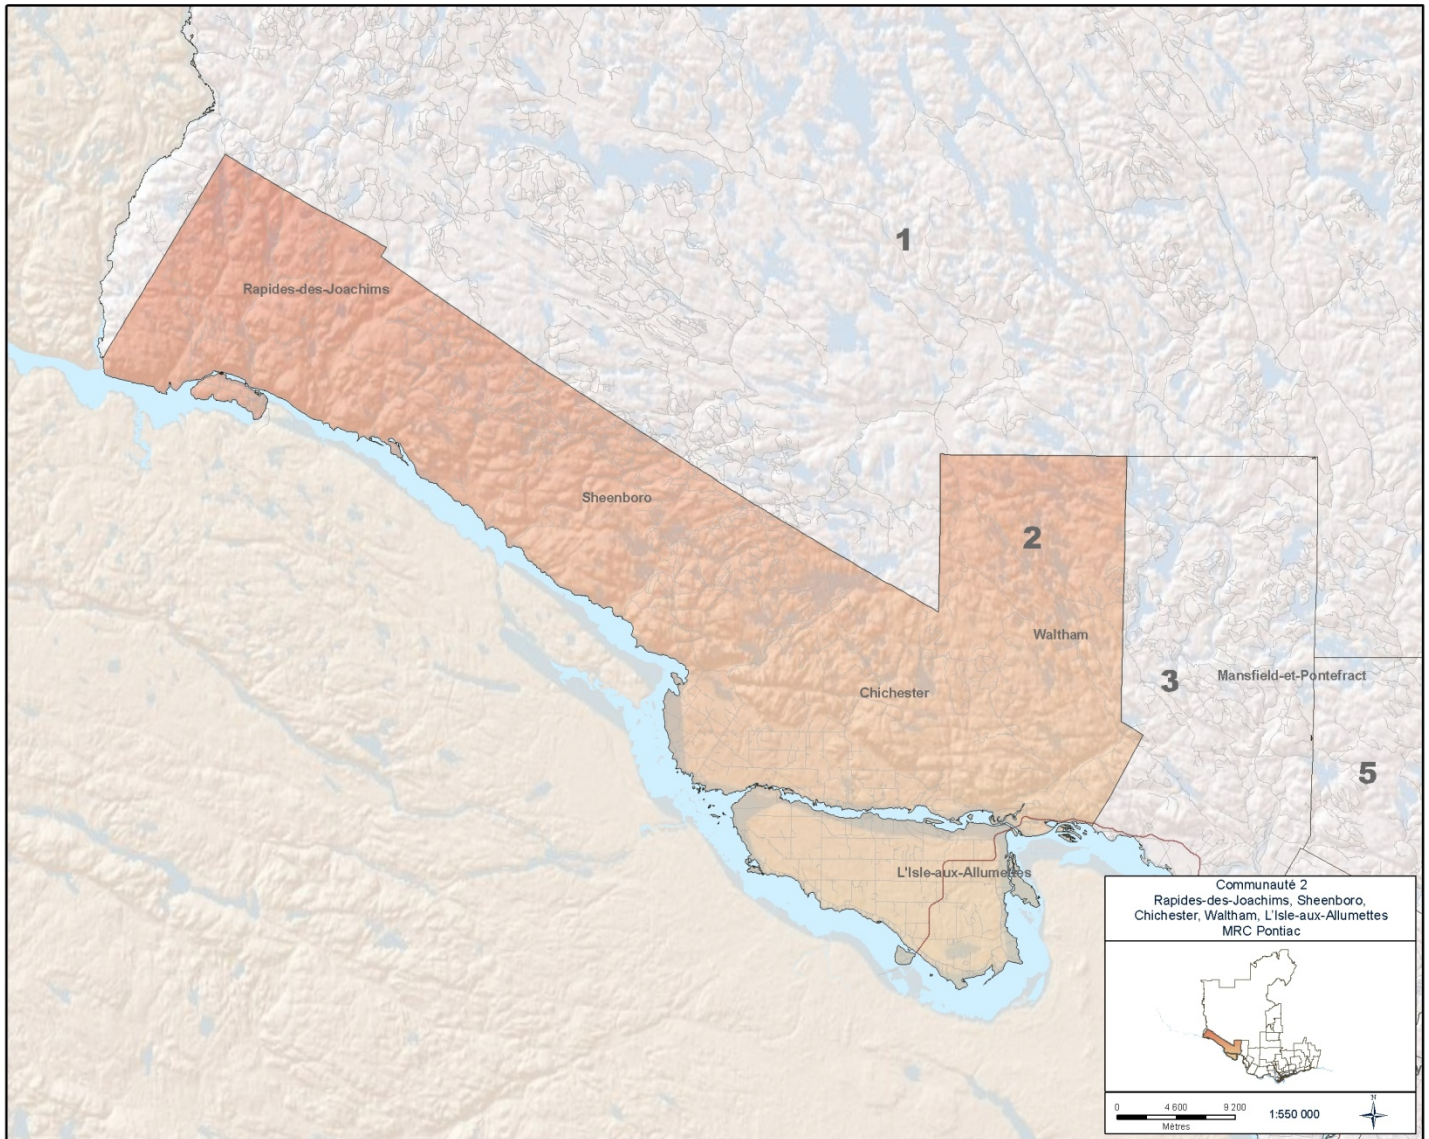 1
Rapides-des-Joachims
Sheenboro
2
Waltham
Chichester
3
Mansfield-et-Pontefract
5
L'Isle-aux-Allumettes
Communauté 2
Rapides-des-Joachims, Sheenboro,
Chichester, Waltham, L'Isle-aux-Allumettes
MRC Pontiac
0 4 600 9 200
Mètres
1:550 000
N